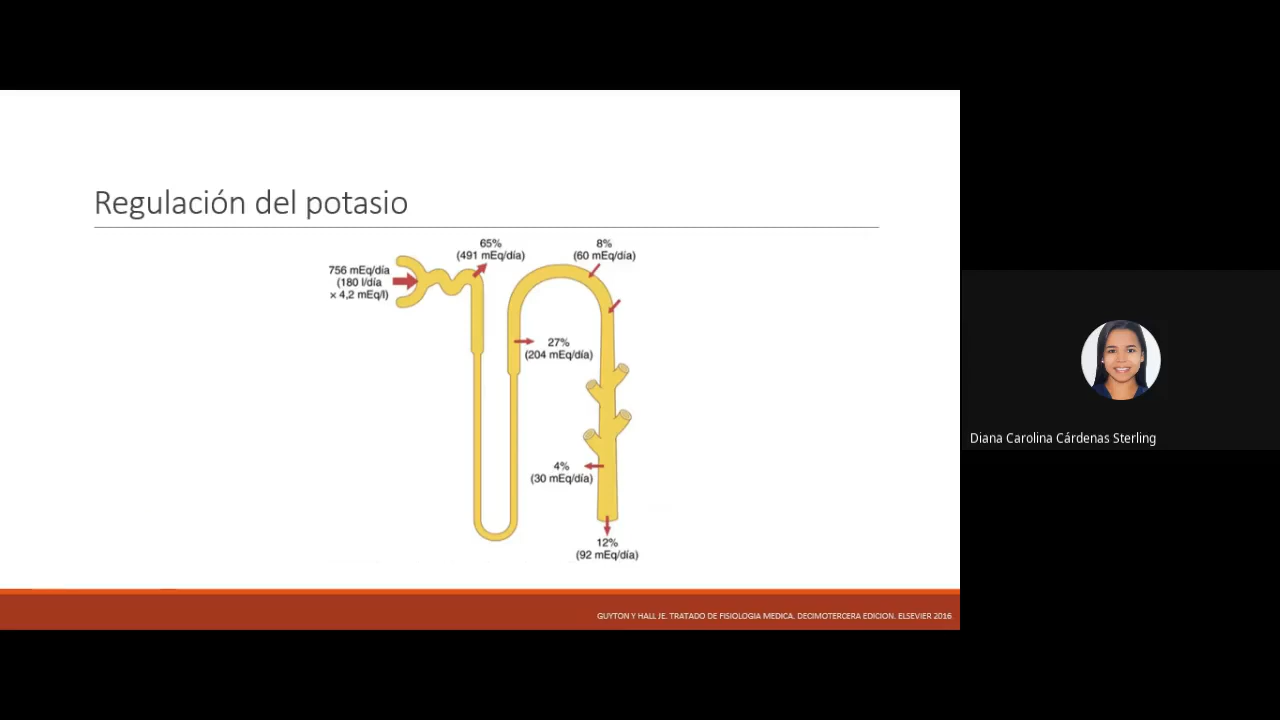 Regulación del potasio
65%
(491 mEq/día)
8%
(60 mEq/día)
756 mEq/día
(180 l/día
× 4,2 mEq/l)
27%
(204 mEq/día)
4%
(30 mEq/día)
12%
(92 mEq/día)
GUYTON Y HALL JE. TRATADO DE FISIOLOGIA MEDICA. DECIMOTERCERA EDICION. ELSEVIER 2016.
Diana Carolina Cárdenas Sterling